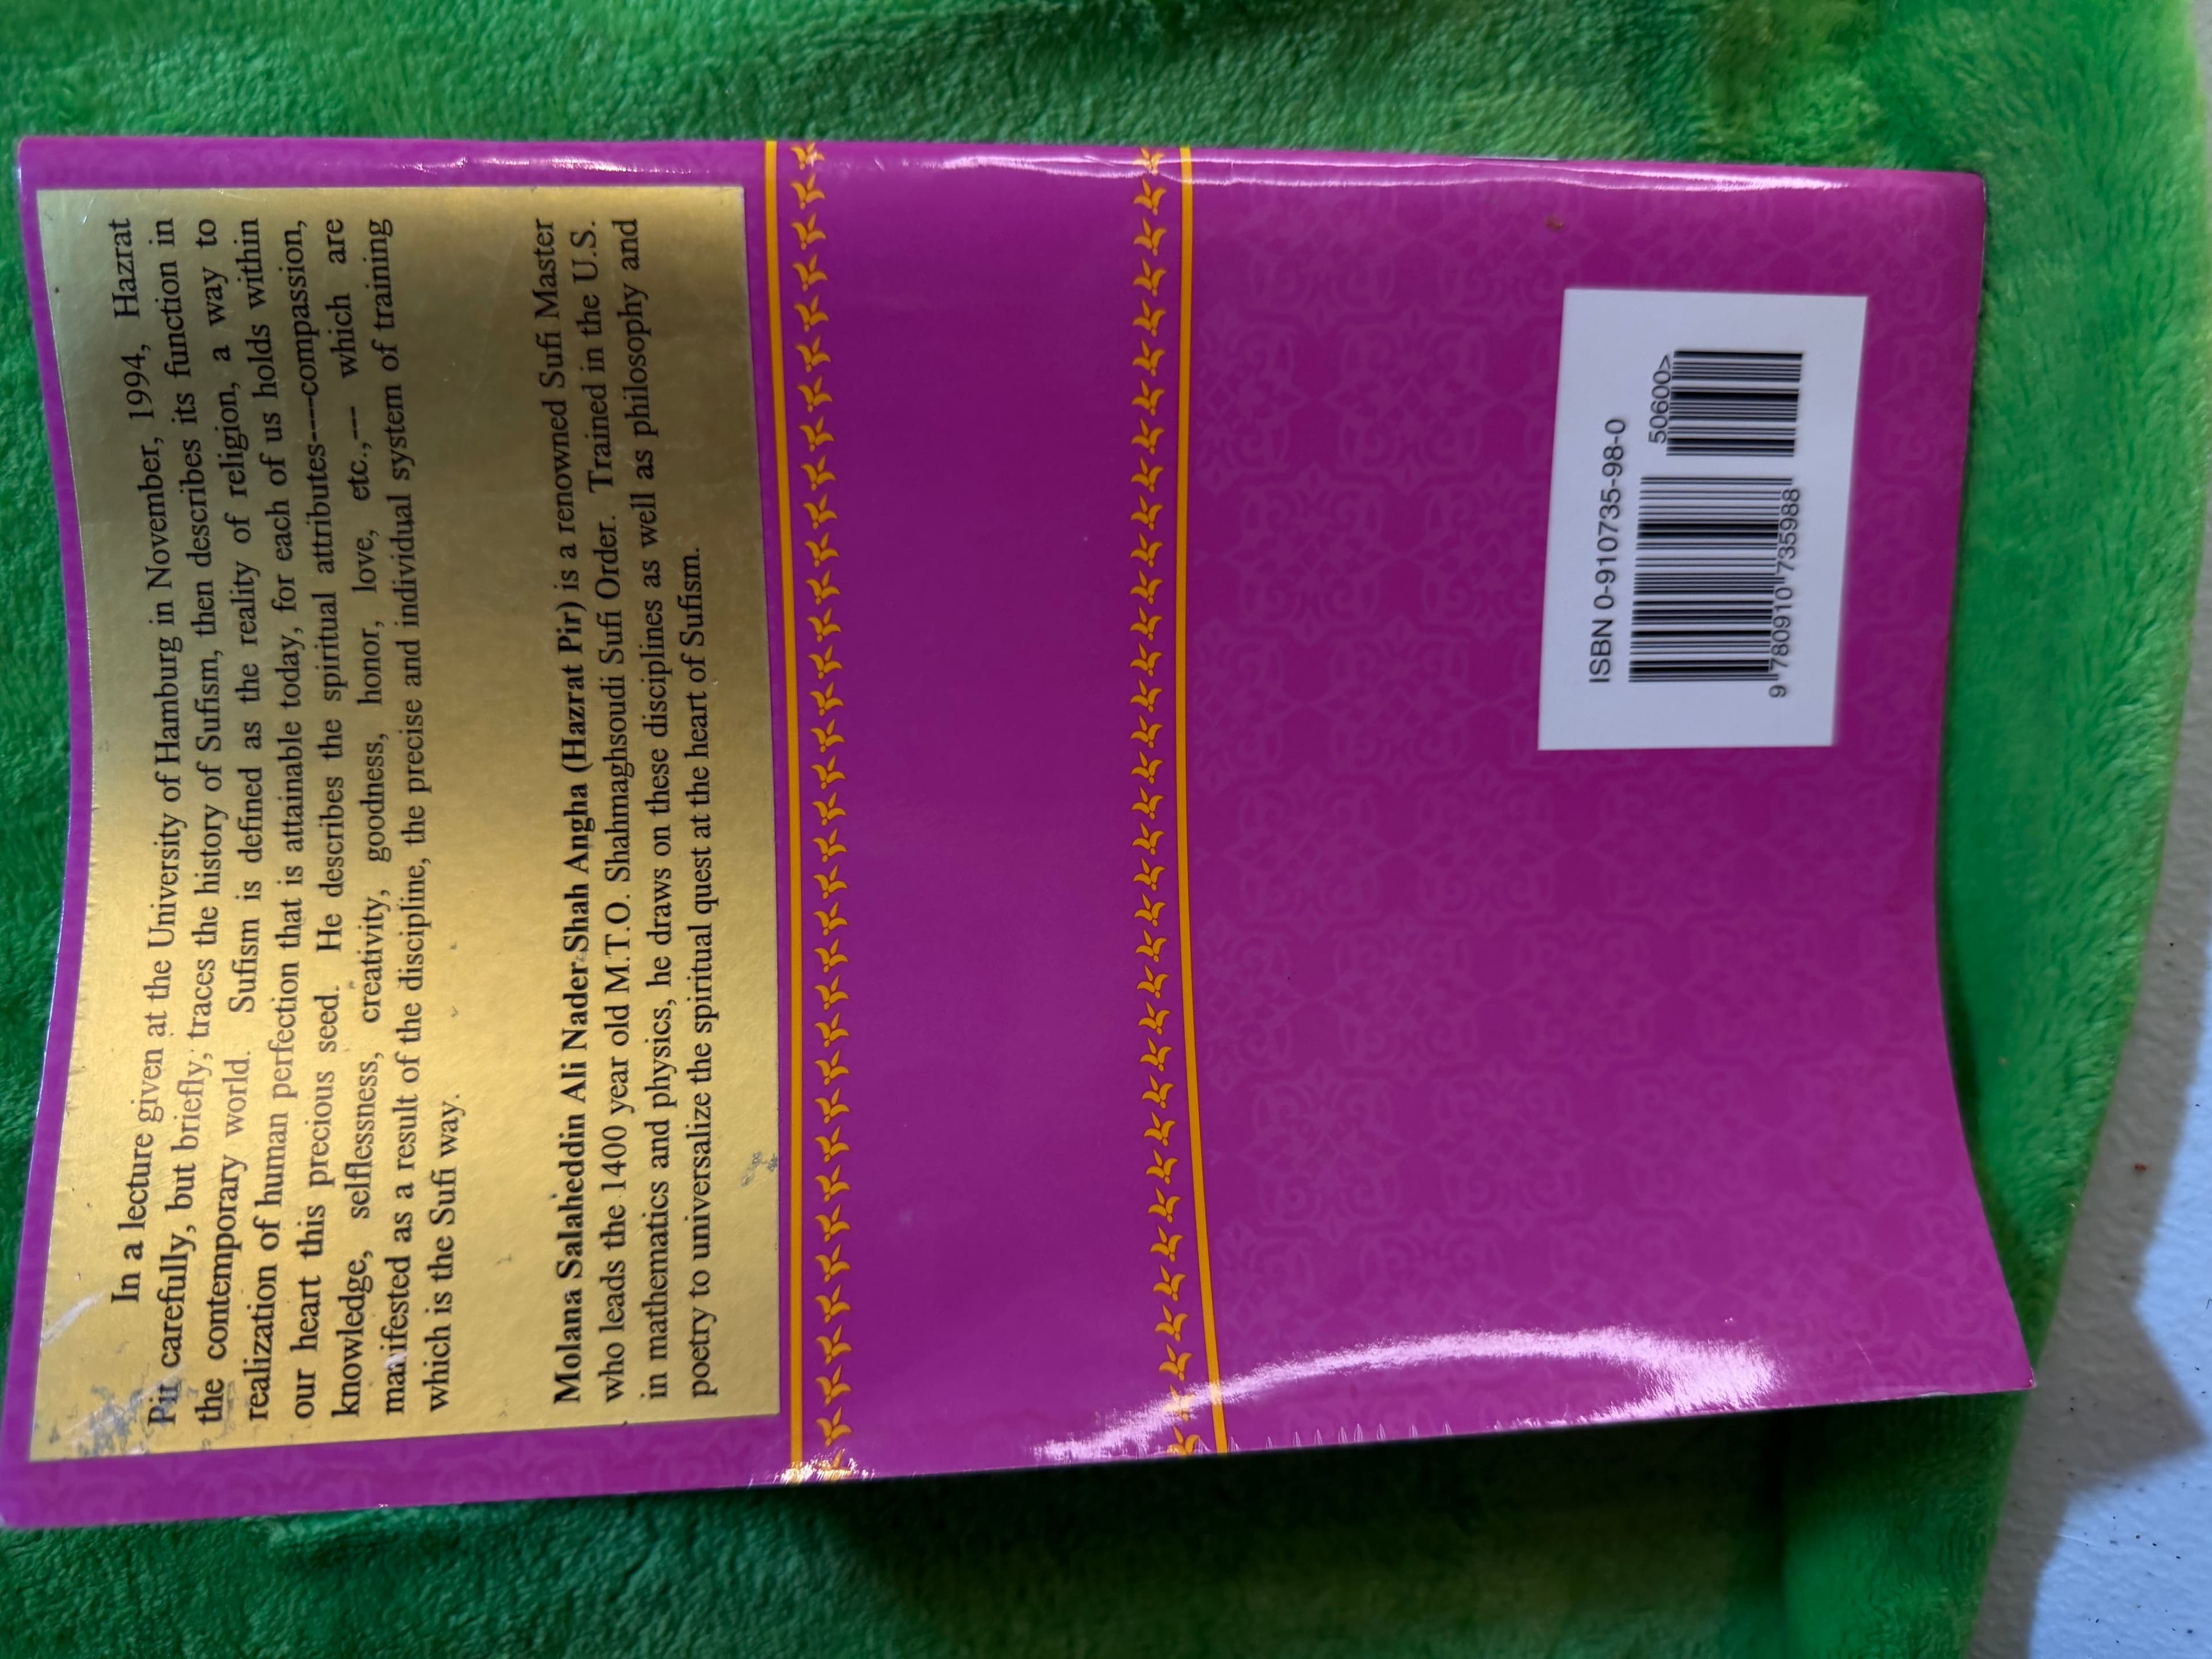 In a lecture given at the University of Hamburg in November, 1994, Hazrat
Pir carefully, but briefly, traces the history of Sufism, then describes its function in
the contemporary world. Sufism is defined as the reality of religion, a way to
realization of human perfection that is attainable today, for each of us holds within
our heart this precious seed. He describes the spiritual attributes----compassion,
knowledge, selflessness, creativity, goodness, honor, love, etc.,--- which are
manifested as a result of the discipline, the precise and individual system of training
which is the Sufi way.
Molana Salaheddin Ali Nader Shah Angha (Hazrat Pir) is a renowned Sufi Master
who leads the 1400 year old M.T.O. Shahmaghsoudi Sufi Order. Trained in the U.S.
in mathematics and physics, he draws on these disciplines as well as philosophy and
poetry to universalize the spiritual quest at the heart of Sufism.
ISBN 0-910735-98-0
50600>
9 780910 735988